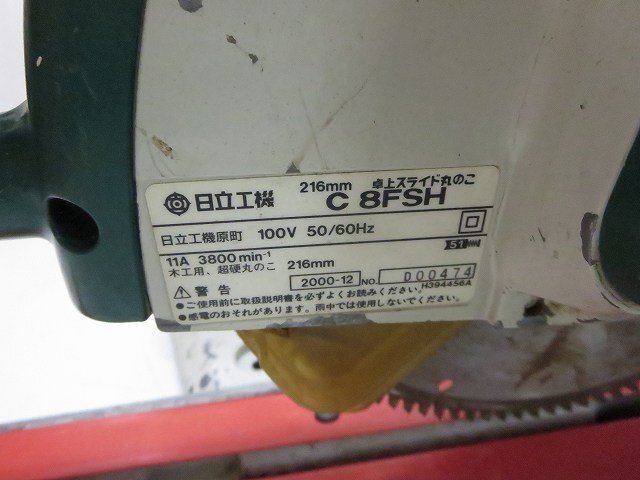 216mm 卓上スライド丸のこ
日立工機 C 8FSH
日立工機原町 100V 50/60Hz
11A 3800min⁻¹ S1
木工用、超硬丸のこ 216mm
警告 2000-12 NO. D00474
●ご使用前に取扱説明書を必ずよくお読みください。 H394456A
●感電のおそれがあります。雨中では使用しないでください。